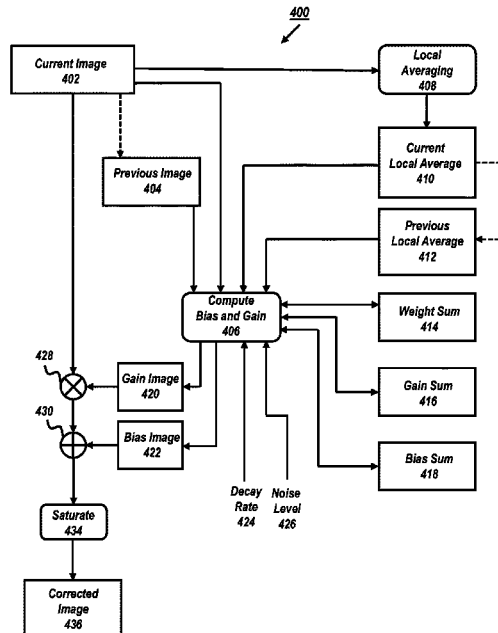 400
Current Image
402
Local
Averaging
408
Previous Image
404
Current
Local Average
410
Previous
Local Average
412
Compute
Bias and Gain
406
Weight Sum
414
428
Gain Image
420
Gain Sum
416
430
Bias Image
422
Bias Sum
418
Decay
Rate
424
Noise
Level
426
Saturate
434
Corrected
Image
436